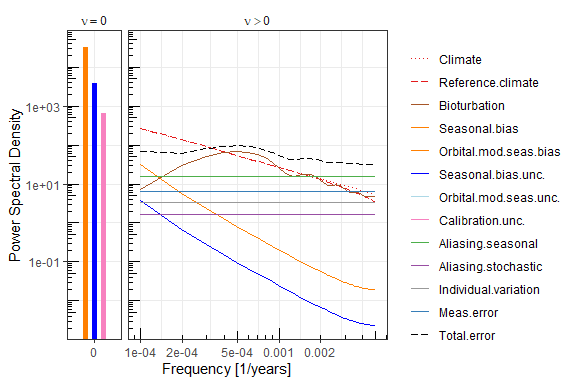 ν = 0
ν > 0
Power Spectral Density
1e+03
1e+01
1e-01
0
1e-04
2e-04
5e-04
0.001
0.002
Frequency [1/years]
Climate
Reference.climate
Bioturbation
Seasonal.bias
Orbital.mod.seas.bias
Seasonal.bias.unc.
Orbital.mod.seas.unc.
Calibration.unc.
Aliasing.seasonal
Aliasing.stochastic
Individual.variation
Meas.error
Total.error